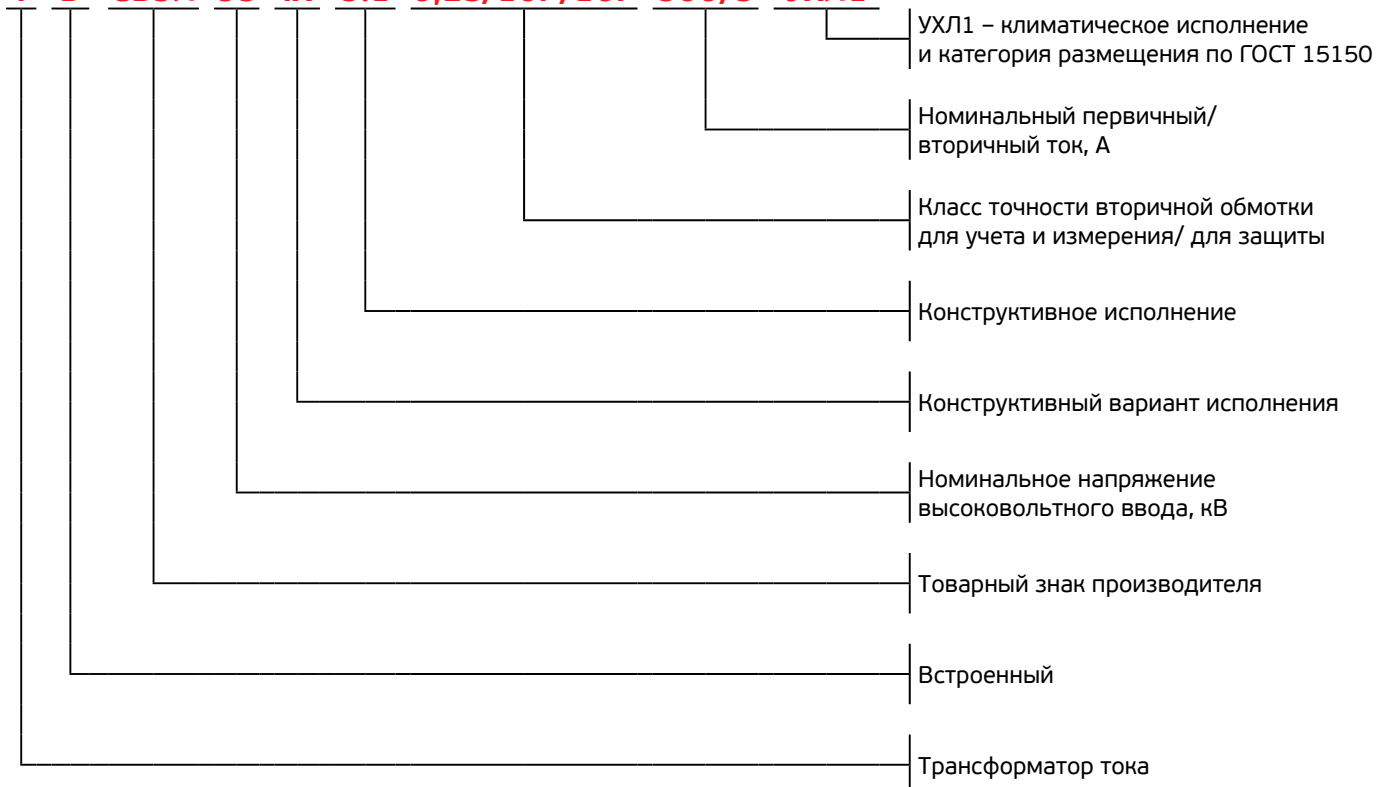 УХЛ1 – климатическое исполнение
и категория размещения по ГОСТ 15150
Номинальный первичный/
вторичный ток, А
Класс точности вторичной обмотки
для учета и измерения/ для защиты
Конструктивное исполнение
Конструктивный вариант исполнения
Номинальное напряжение
высоковольтного ввода, кВ
Товарный знак производителя
Встроенный
Трансформатор тока